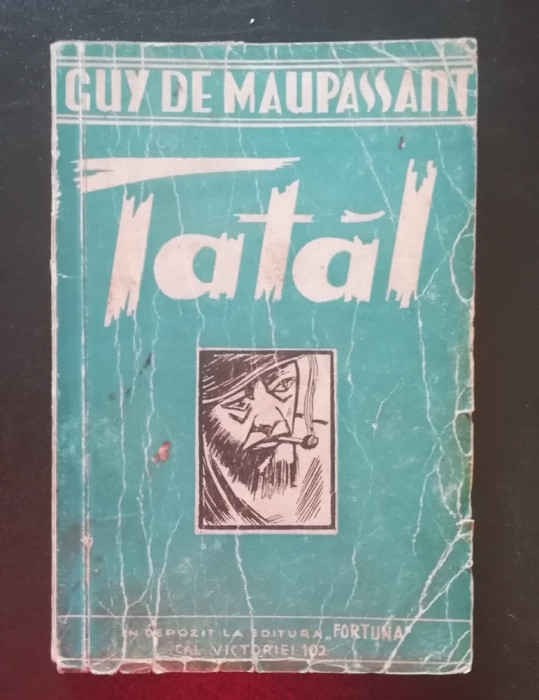 GUY DE MAUPASSANT
Tatăl
IN DEPOZIT LA EDITURA „FORTUNA"
CAL. VICTORIEI 102